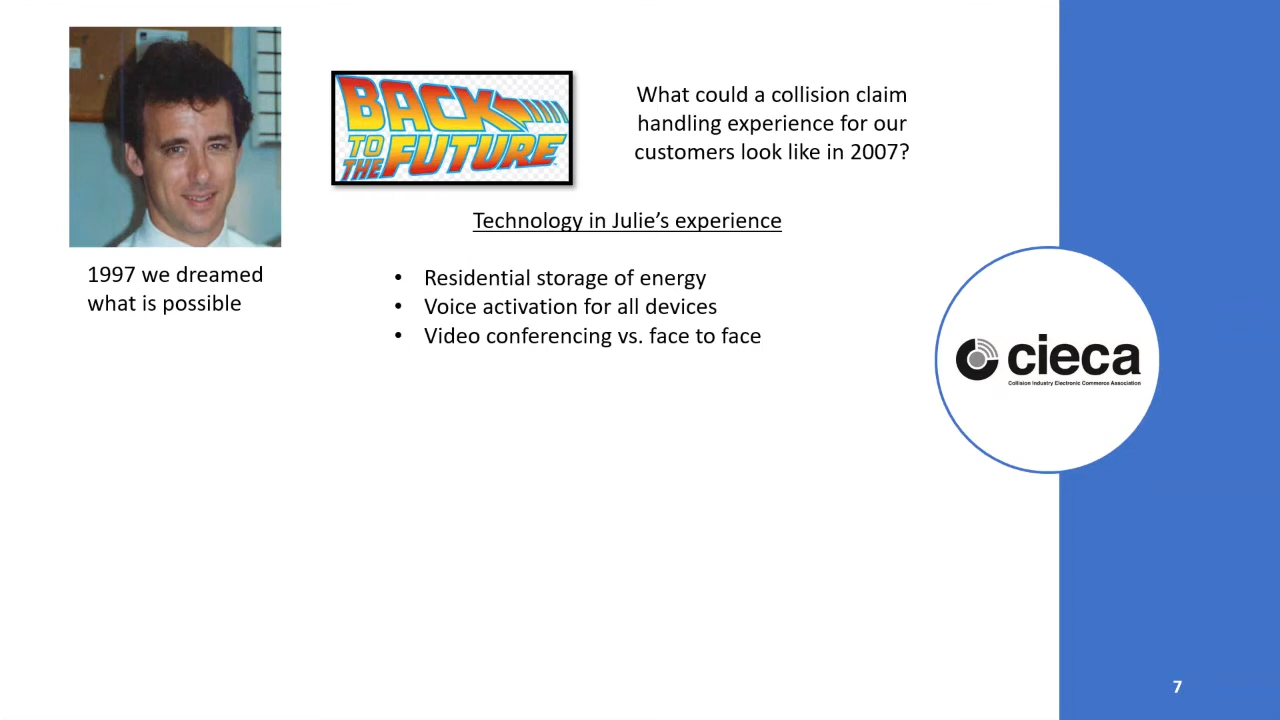 BACK
TO
THE FUTURE
What could a collision claim
handling experience for our
customers look like in 2007?
Technology in Julie’s experience
1997 we dreamed
what is possible
• Residential storage of energy
• Voice activation for all devices
• Video conferencing vs. face to face
cieca
Collision Industry Electronic Commerce Association
7